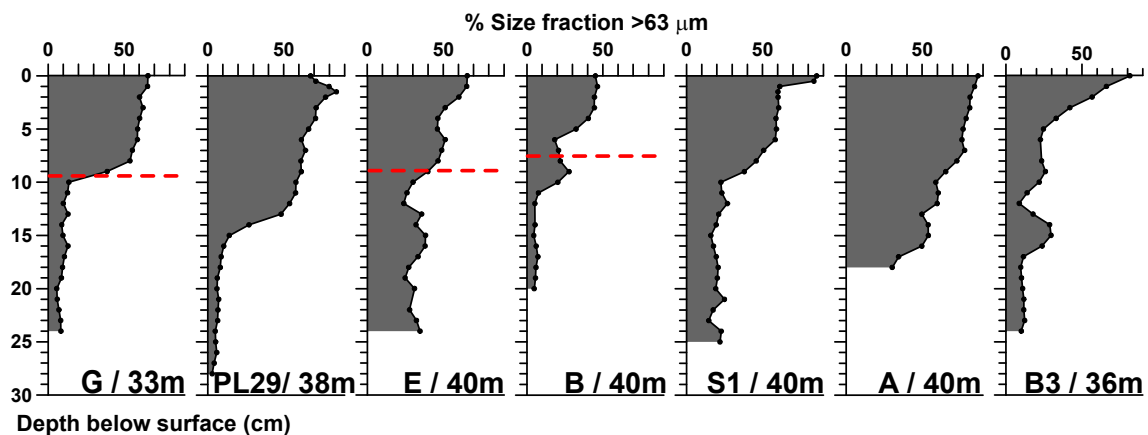 % Size fraction >63 μm
0 50 0 50 0 50 0 50 0 50 0 50 0 50
0
5
10
15
20
25
30
G / 33m PL29/ 38m E / 40m B / 40m S1 / 40m A / 40m B3 / 36m
Depth below surface (cm)